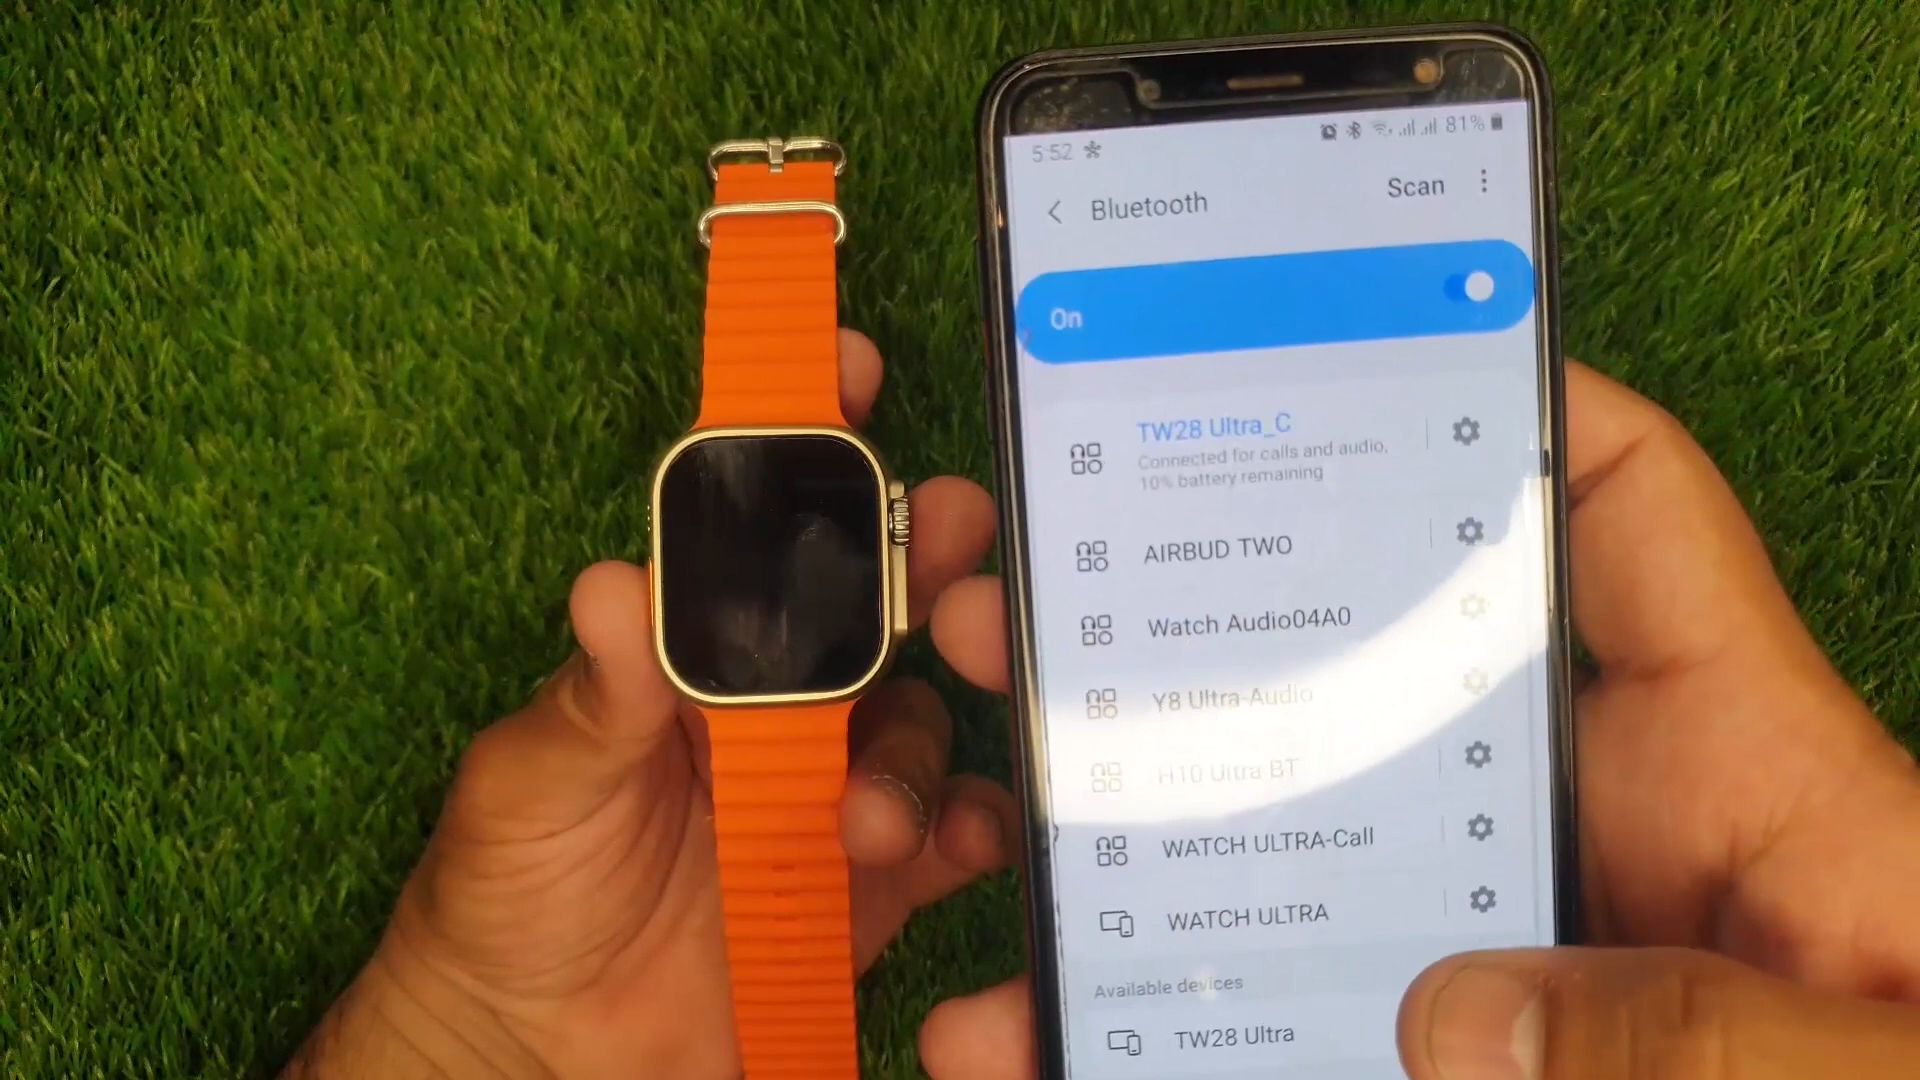 5:52 81%
Bluetooth Scan
On
TW28 Ultra_C
Connected for calls and audio,
10% battery remaining
AIRBUD TWO
Watch Audio04A0
Y8 Ultra-Audio
H10 Ultra BT
WATCH ULTRA-Call
WATCH ULTRA
Available devices
TW28 Ultra